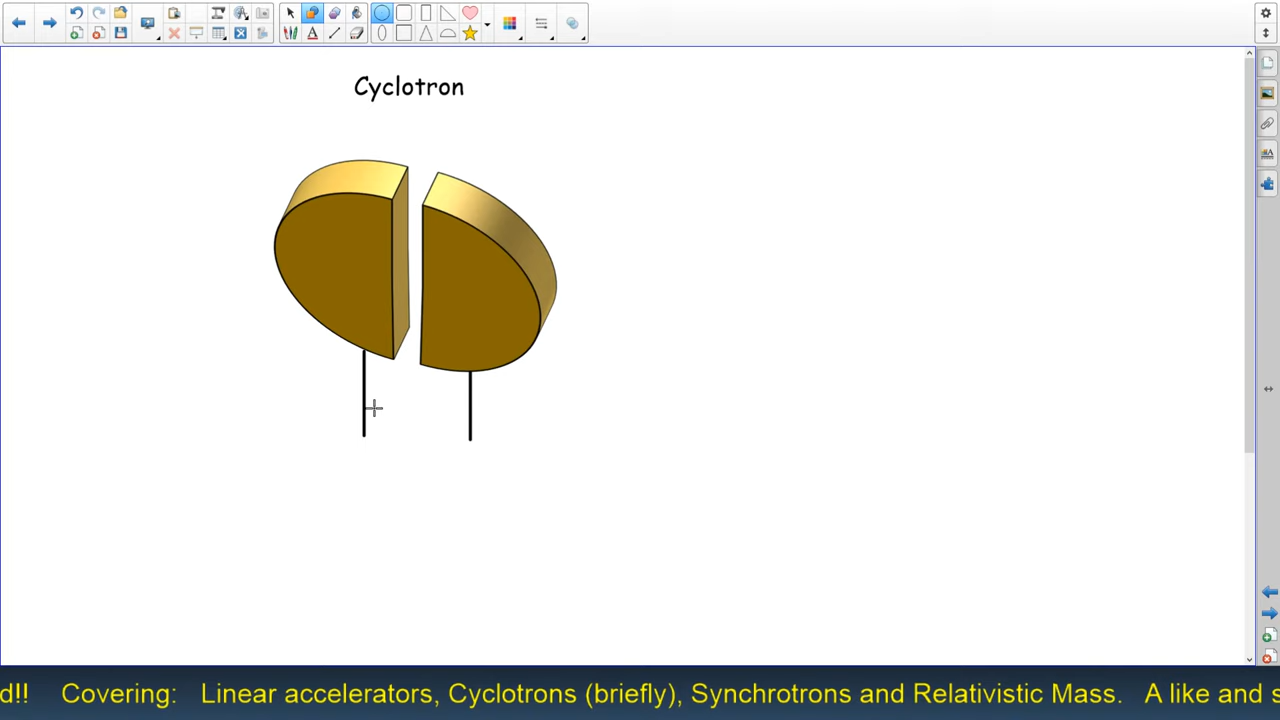 Cyclotron
d!! Covering: Linear accelerators, Cyclotrons (briefly), Synchrotrons and Relativistic Mass. A like and s